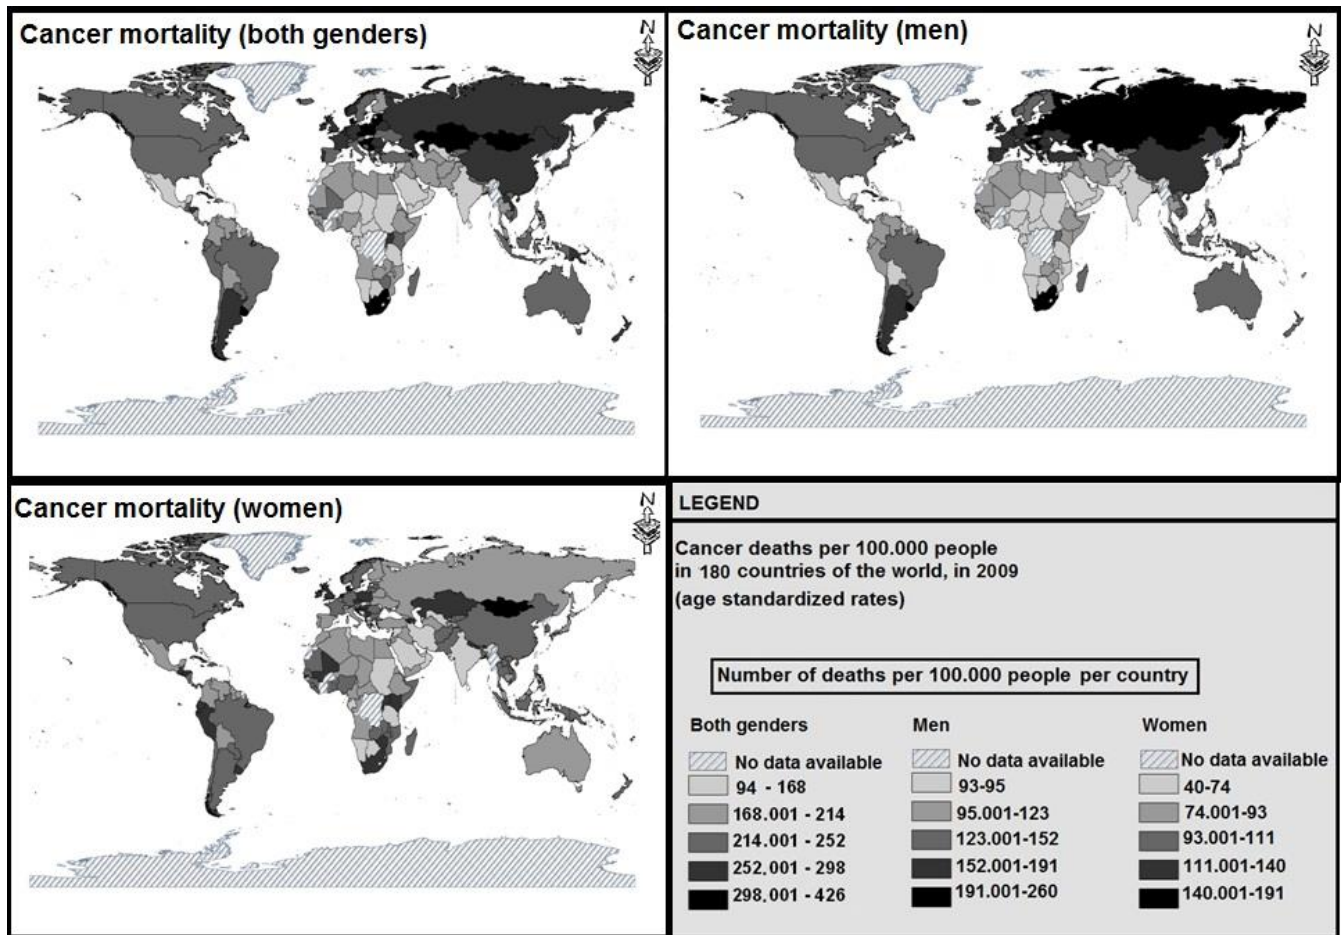 Cancer mortality (both genders)
N
Cancer mortality (men)
N
Cancer mortality (women)
N
LEGEND
Cancer deaths per 100.000 people
in 180 countries of the world, in 2009
(age standardized rates)
Number of deaths per 100.000 people per country
Both genders
No data available
94 - 168
168.001 - 214
214.001 - 252
252.001 - 298
298.001 - 426
Men
No data available
93-95
95.001-123
123.001-152
152.001-191
191.001-260
Women
No data available
40-74
74.001-93
93.001-111
111.001-140
140.001-191